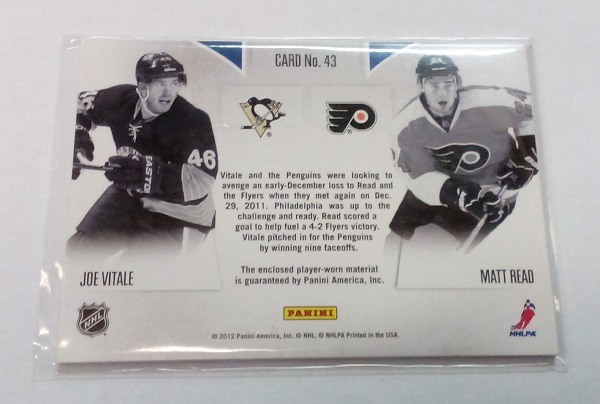 CARD No. 43
46
24
EASTON
Vitale and the Penguins were looking to
avenge an early-December loss to Read and
the Flyers when they met again on Dec.
29, 2011. Philadelphia was up to the
challenge and ready. Read scored a
goal to help fuel a 4-2 Flyers victory.
Vitale pitched in for the Penguins
by winning nine faceoffs.
The enclosed player-worn material
is guaranteed by Panini America, Inc.
JOE VITALE
MATT READ
NHL
PANINI
NHLPA
© 2012 Panini America, Inc. © NHL, © NHLPA Printed in the USA.